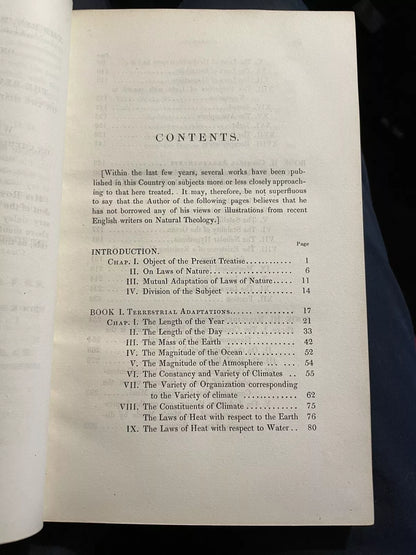 CONTENTS.
[Within the last few years, several works have been pub-
lished in this Country on subjects more or less closely approach-
ing to that here treated. It may, therefore, be not superfluous
to say that the Author of the following pages believes that he
has not borrowed any of his views or illustrations from recent
English writers on Natural Theology.]
Page
INTRODUCTION.
CHAP. I. Object of the Present Treatise............ 1
II. On Laws of Nature.................... 6
III. Mutual Adaptation of Laws of Nature..... 11
IV. Division of the Subject ................ 14
BOOK I. TERRESTRIAL ADAPTATIONS.......... 17
CHAP. I. The Length of the Year................. 21
II. The Length of the Day................. 33
III. The Mass of the Earth ................ 42
IV. The Magnitude of the Ocean............ 52
V. The Magnitude of the Atmosphere ... .... 54
VI. The Constancy and Variety of Climates .. 55
VII. The Variety of Organization corresponding
to the Variety of climate ............. 62
VIII. The Constituents of Climate............. 75
The Laws of Heat with respect to the Earth 76
IX. The Laws of Heat with respect to Water.. 80